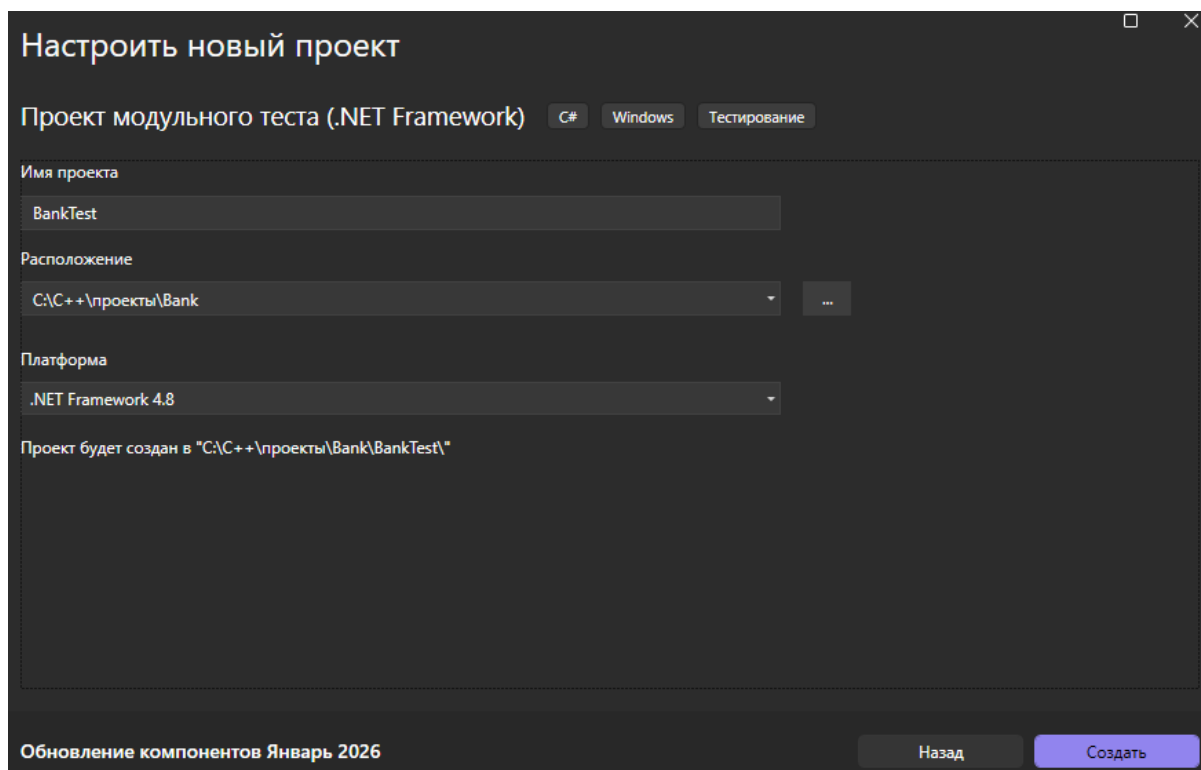 Настроить новый проект
Проект модульного теста (.NET Framework) C# Windows Тестирование
Имя проекта
BankTest
Расположение
C:\C++\проекты\Bank
...
Платформа
.NET Framework 4.8
Проект будет создан в "C:\C++\проекты\Bank\BankTest\"
Обновление компонентов Январь 2026
Назад
Создать